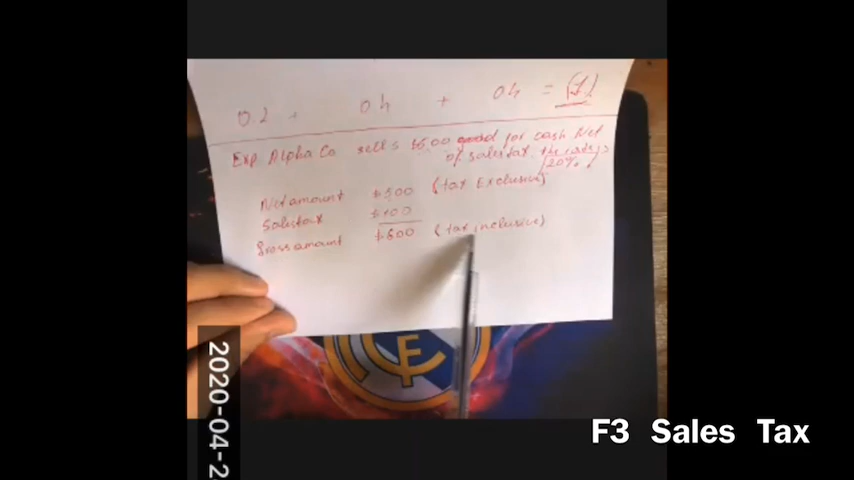 0.2 + 04 + 04 = (1)
Exp Alpha Co sells $500 good for cash Net
of sales tax. the rate is
20%.
Net amount $500 (tax Exclusive)
Sales tax $100
Gross amount $600 (tax inclusive)
2020-04-2
F3 Sales Tax